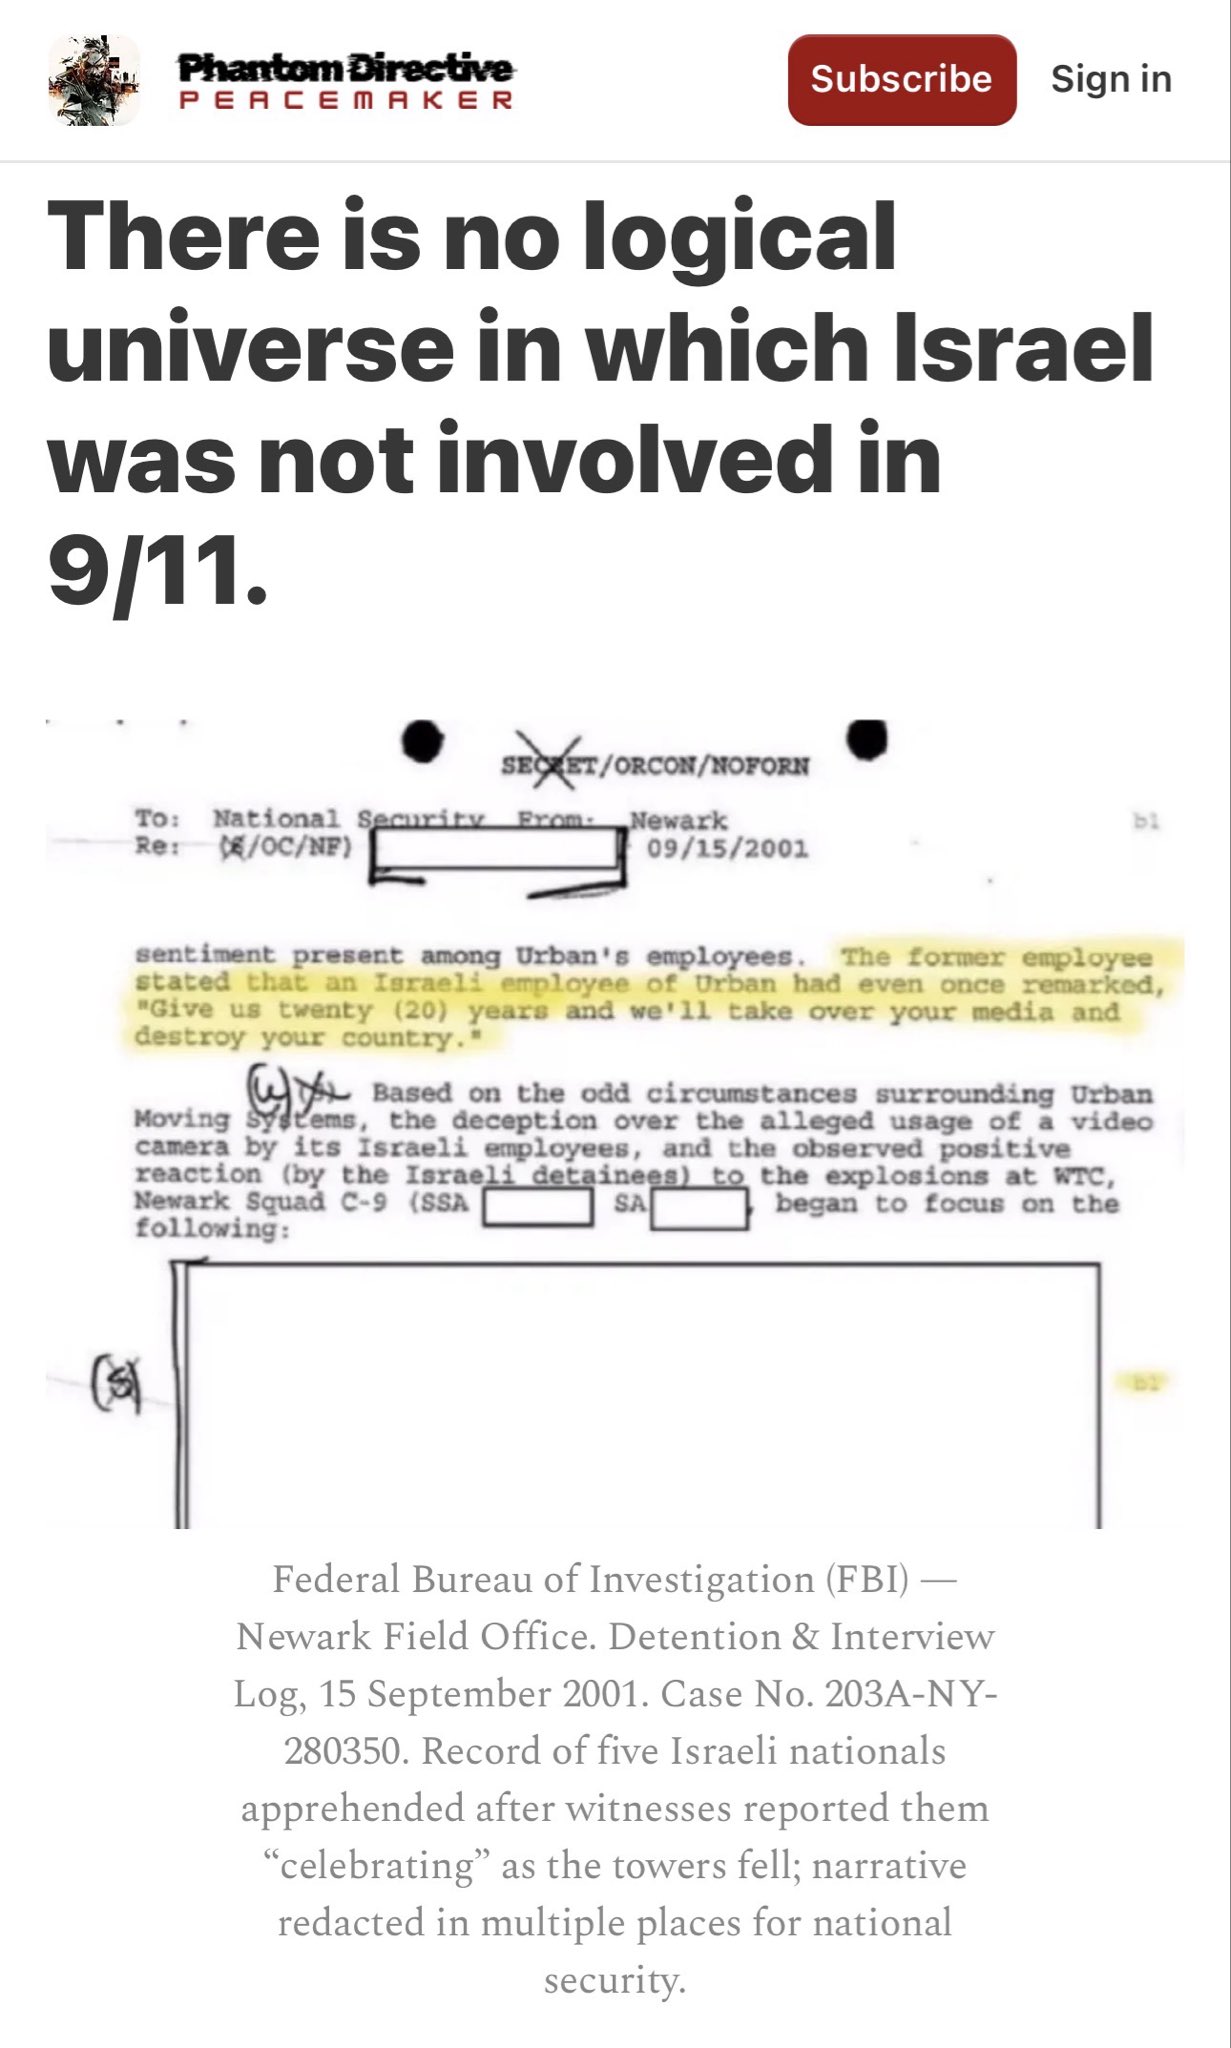 Phantom Directive
PEACEMAKER
Subscribe
Sign in
There is no logical
universe in which Israel
was not involved in
9/11.
SECRET/ORCON/NOFORN
To: National Security From: Newark
b1
Re: (S/OC/NF) 09/15/2001
sentiment present among Urban's employees. The former employee
stated that an Israeli employee of Urban had even once remarked,
"Give us twenty (20) years and we'll take over your media and
destroy your country."
(U) Based on the odd circumstances surrounding Urban
Moving Systems, the deception over the alleged usage of a video
camera by its Israeli employees, and the observed positive
reaction (by the Israeli detainees) to the explosions at WTC,
Newark Squad C-9 (SSA SA , began to focus on the
following:
(S)
b1
Federal Bureau of Investigation (FBI) —
Newark Field Office. Detention & Interview
Log, 15 September 2001. Case No. 203A-NY-
280350. Record of five Israeli nationals
apprehended after witnesses reported them
“celebrating” as the towers fell; narrative
redacted in multiple places for national
security.